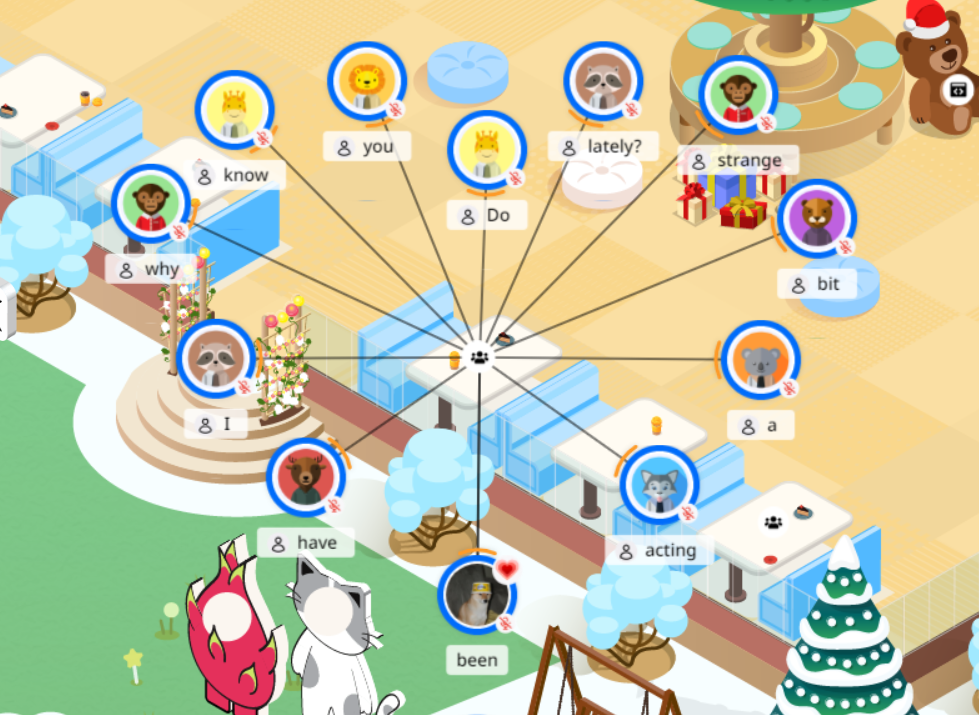 Do
you
know
why
I
have
been
acting
a
bit
strange
lately?